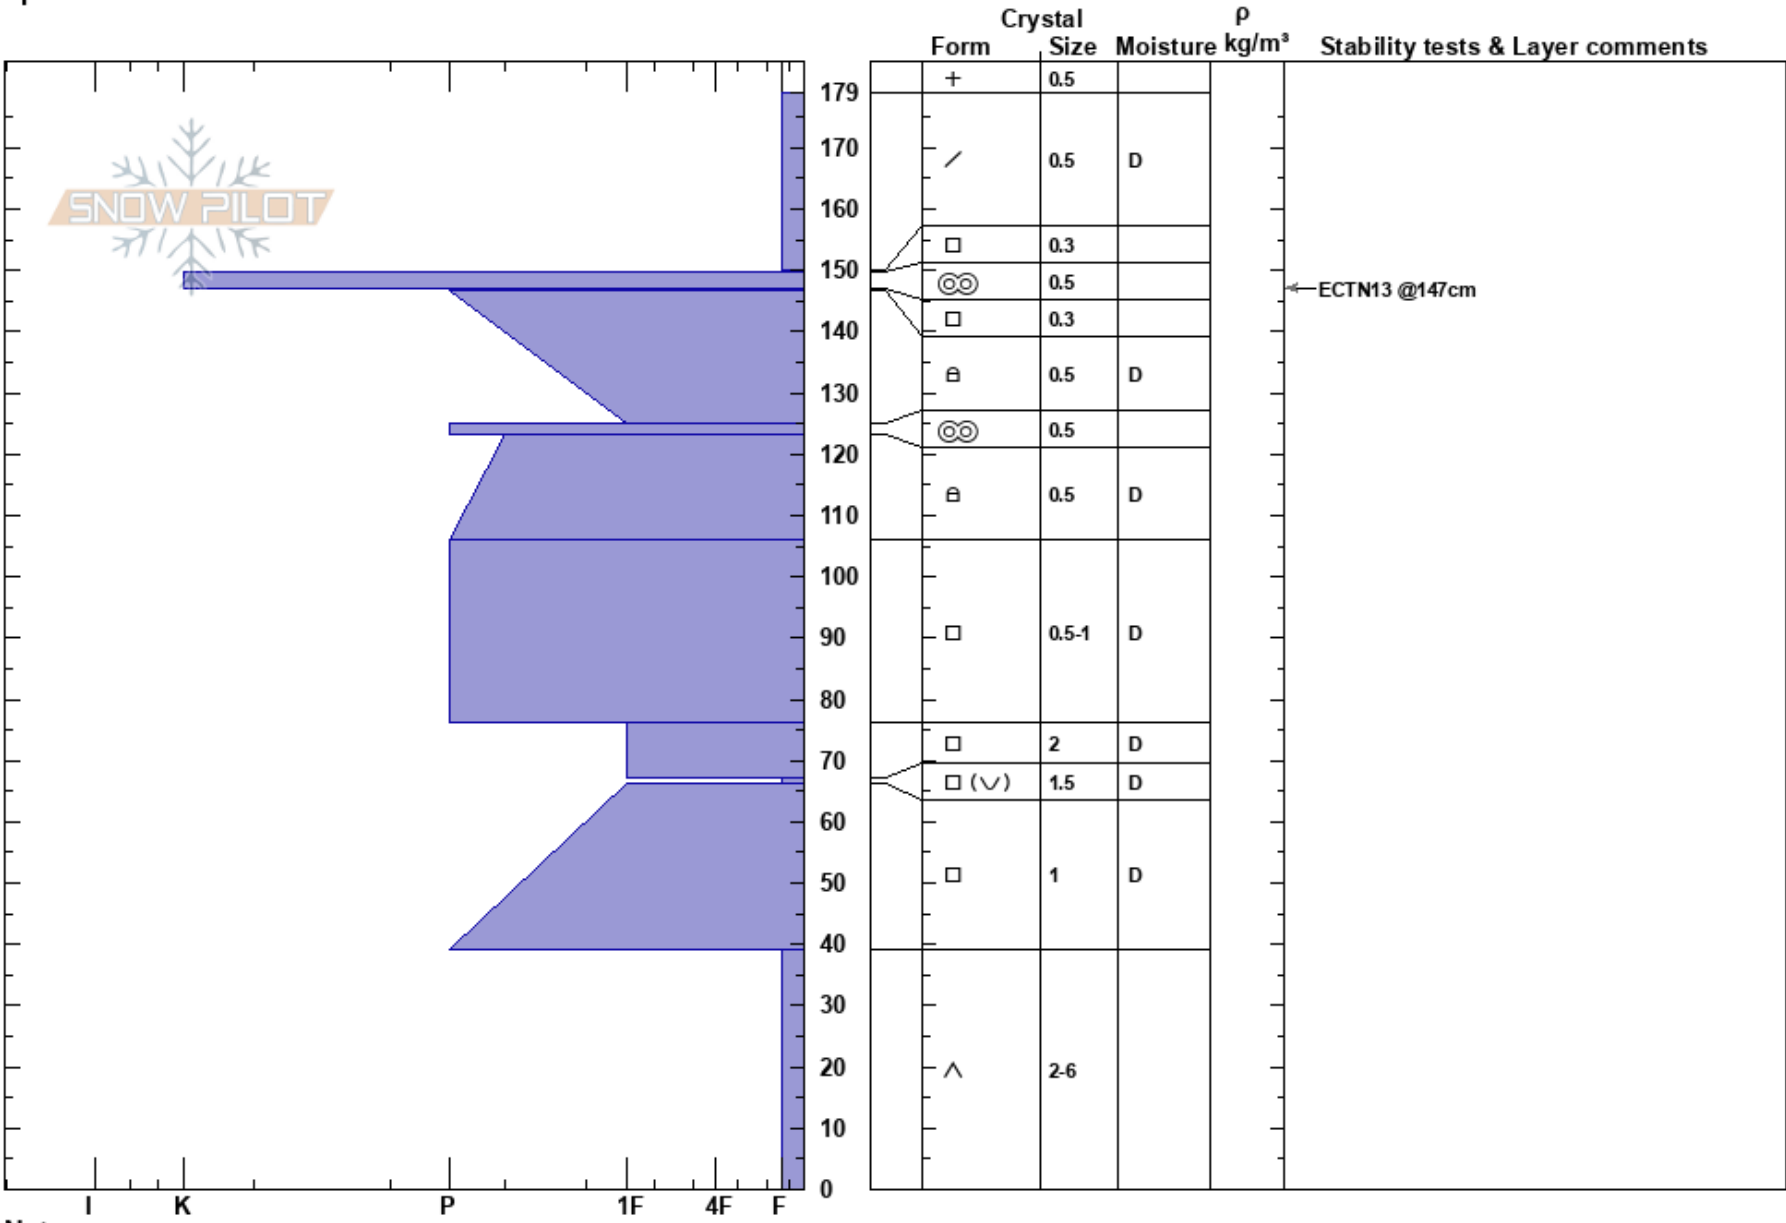 Crystal ρ
Form Size Moisture kg/m³ Stability tests & Layer comments
+ 0.5
179
170
/ 0.5 D
160
□ 0.3
150
0.5
ECTN13 @147cm
□ 0.3
140
0.5 D
130
0.5
120
0.5 D
110
100
□ 0.5-1 D
90
80
□ 2 D
70
□ (∨) 1.5 D
60
□ 1 D
50
40
30
20
∧ 2-6
10
0
I K P 1F 4F F
SNOW PILOT